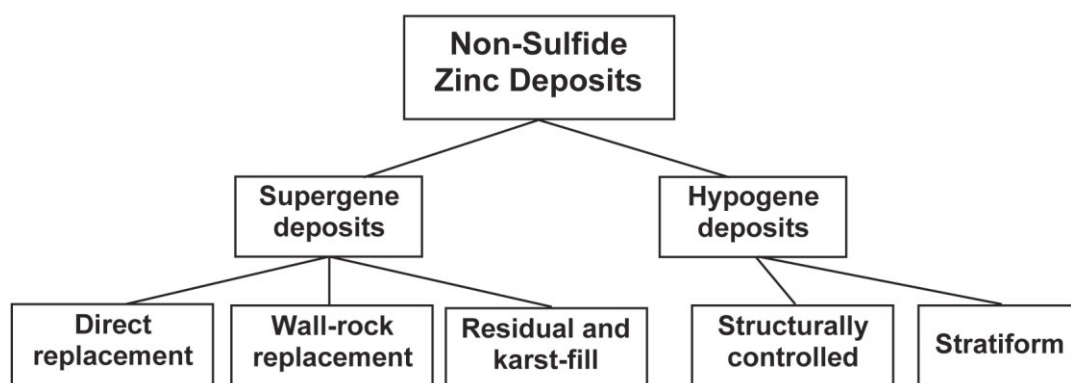 Non-Sulfide
Zinc Deposits
Supergene
deposits
Hypogene
deposits
Direct
replacement
Wall-rock
replacement
Residual and
karst-fill
Structurally
controlled
Stratiform